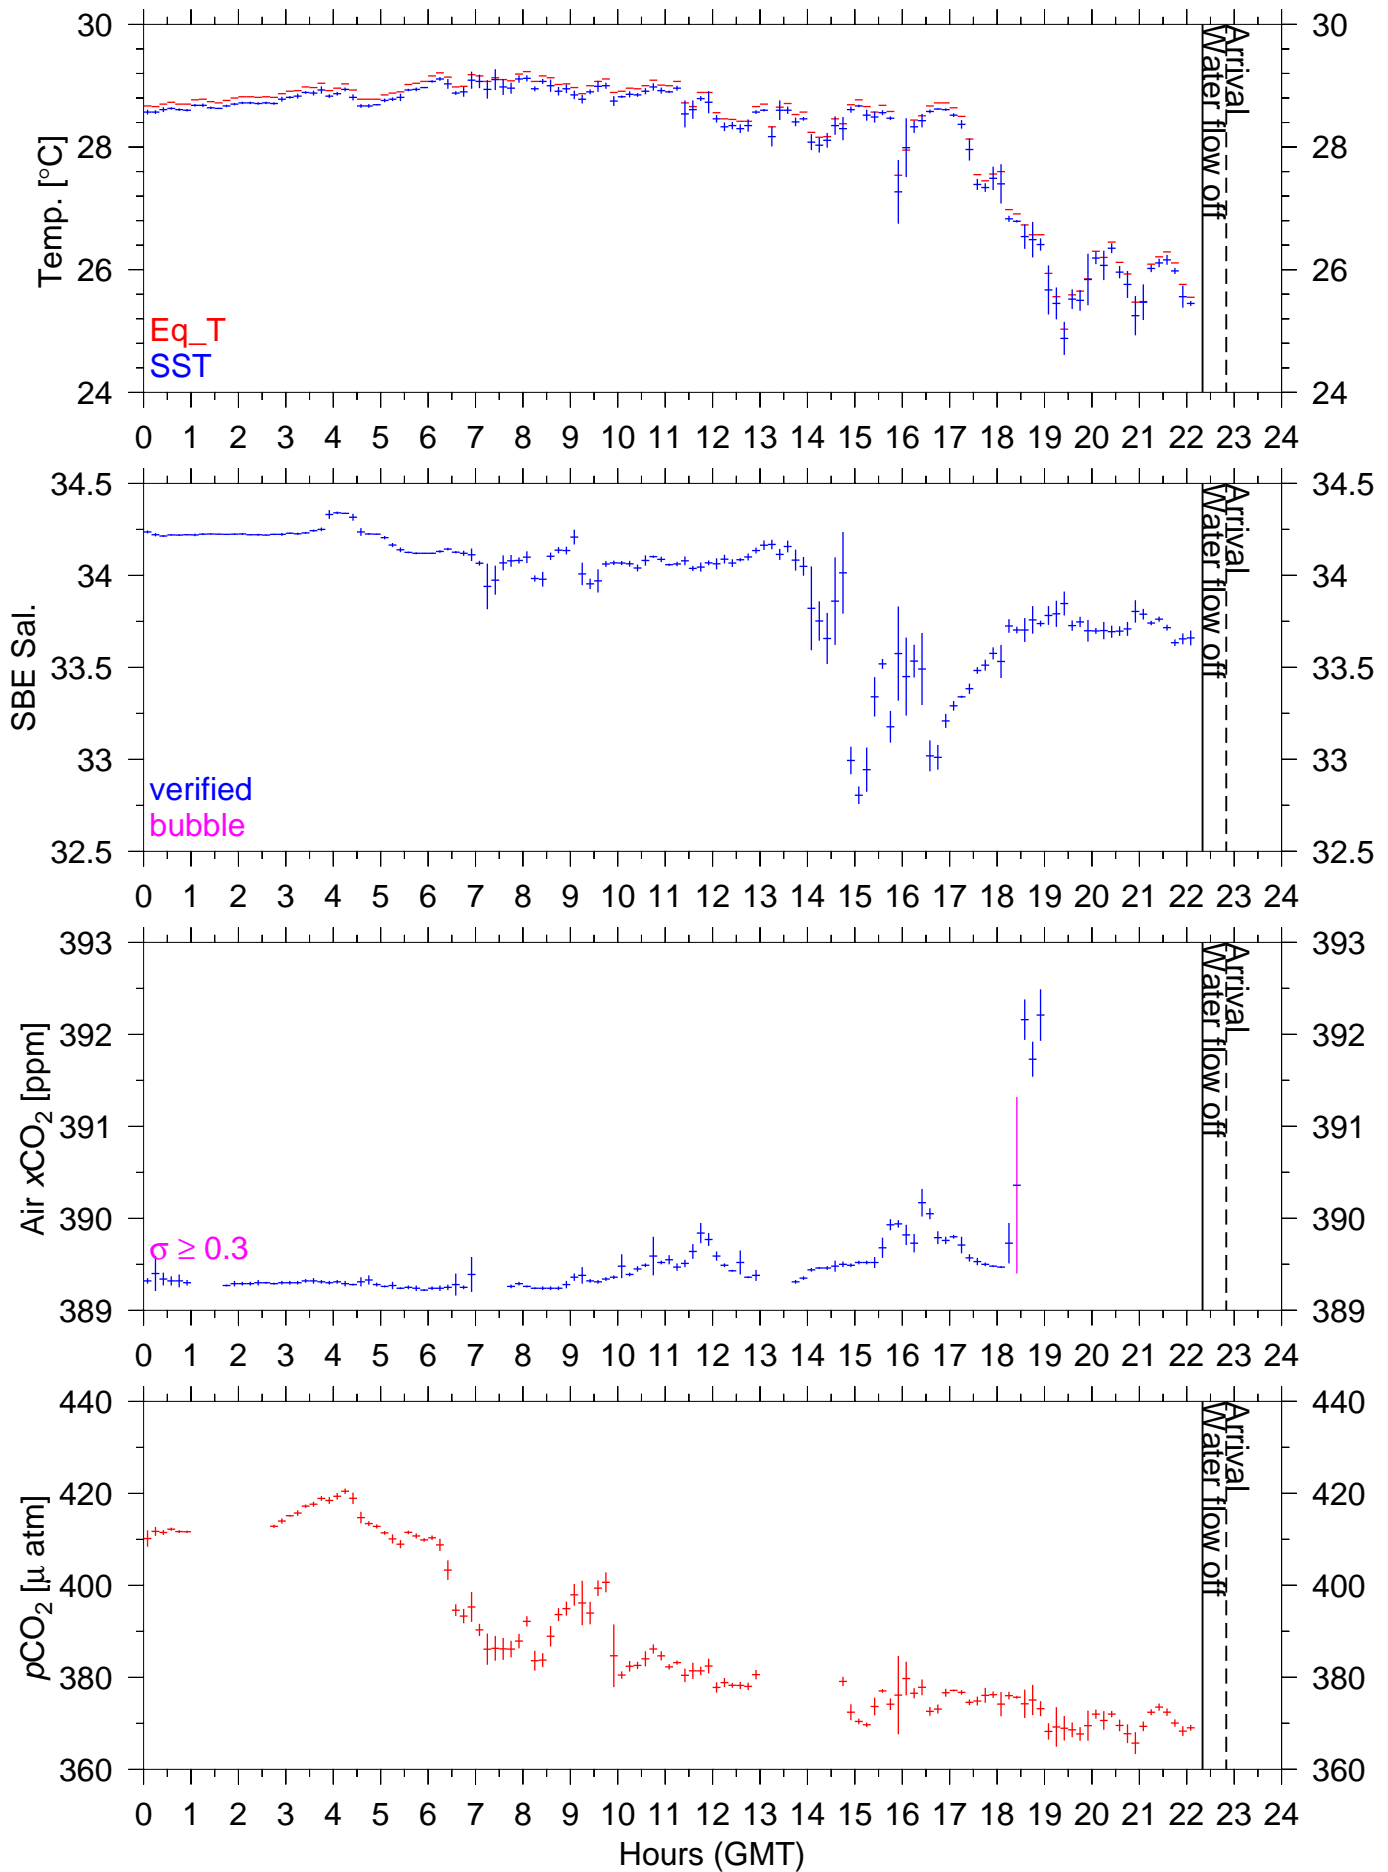 30 30
28 28
26 26
24 24
Temp. [°C]
Eq_T
SST
Arrival
Water flow off
0 1 2 3 4 5 6 7 8 9 10 11 12 13 14 15 16 17 18 19 20 21 22 23 24
34.5 34.5
34 34
33.5 33.5
33 33
32.5 32.5
SBE Sal.
verified
bubble
Arrival
Water flow off
0 1 2 3 4 5 6 7 8 9 10 11 12 13 14 15 16 17 18 19 20 21 22 23 24
393 393
392 392
391 391
390 390
389 389
Air xCO₂ [ppm]
σ ≥ 0.3
Arrival
Water flow off
0 1 2 3 4 5 6 7 8 9 10 11 12 13 14 15 16 17 18 19 20 21 22 23 24
440 440
420 420
400 400
380 380
360 360
pCO₂ [μ atm]
Arrival
Water flow off
0 1 2 3 4 5 6 7 8 9 10 11 12 13 14 15 16 17 18 19 20 21 22 23 24
Hours (GMT)